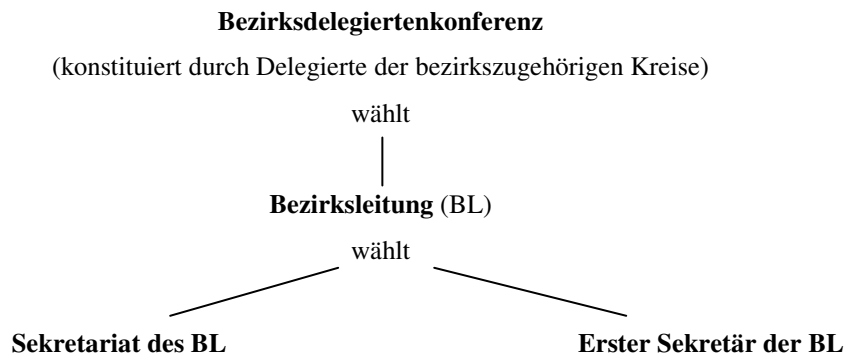 Bezirksdelegiertenkonferenz
(konstituiert durch Delegierte der bezirkszugehörigen Kreise)
wählt
Bezirksleitung (BL)
wählt
Sekretariat des BL
Erster Sekretär der BL